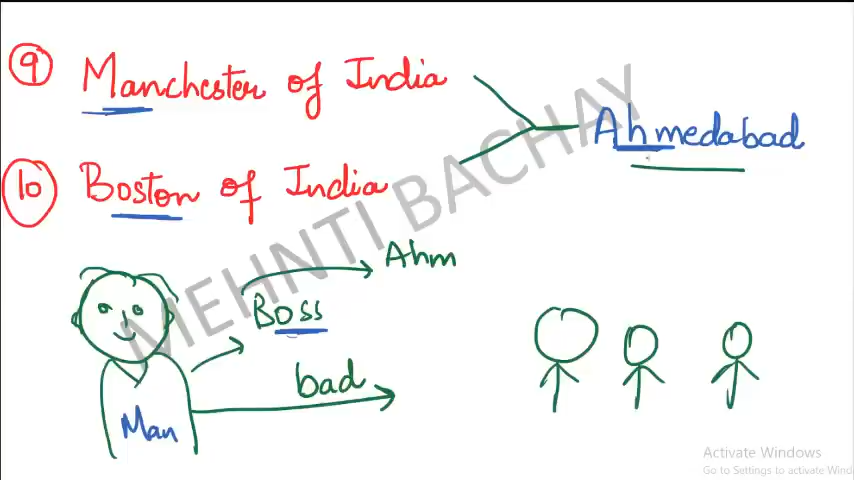 9 Manchester of India
Ahmedabad
10 Boston of India
MEHNTI BACHAY
Ahm
Boss
bad
Man
Activate Windows
Go to Settings to activate Wind